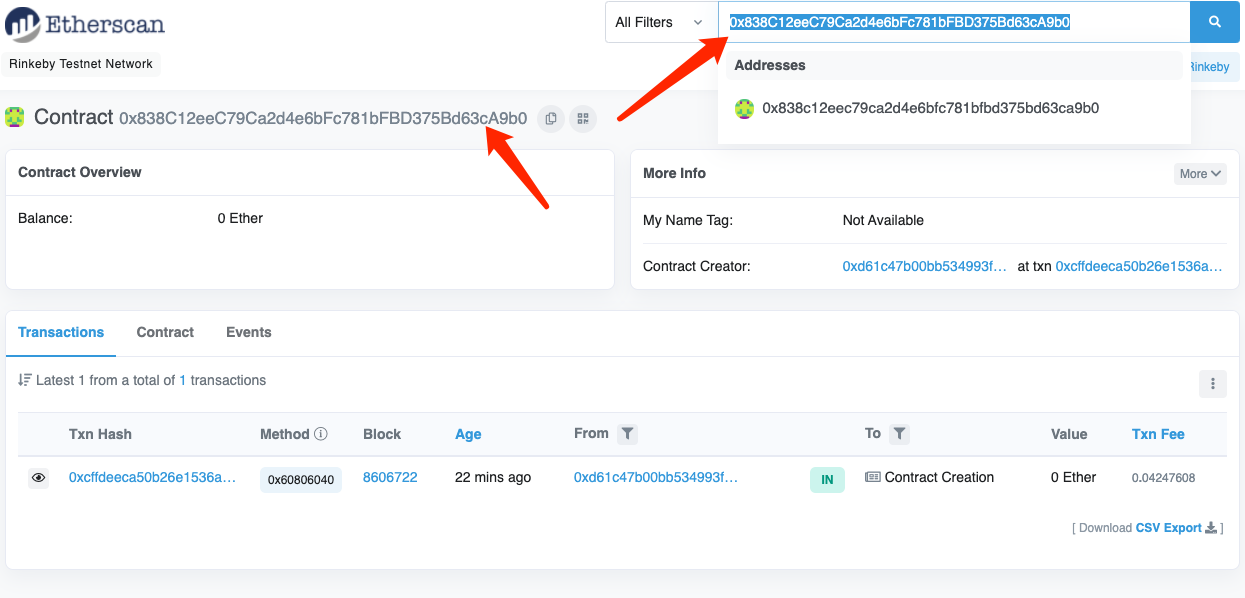 Etherscan
All Filters
0x838C12eeC79Ca2d4e6bFc781bFBD375Bd63cA9b0
Rinkeby Testnet Network
Addresses
Rinkeby
0x838c12eec79ca2d4e6bfc781bfbd375bd63ca9b0
Contract 0x838C12eeC79Ca2d4e6bFc781bFBD375Bd63cA9b0
Contract Overview
Balance: 0 Ether
More Info
More
My Name Tag: Not Available
Contract Creator: 0xd61c47b00bb534993f... at txn 0xcffdeeca50b26e1536a...
Transactions Contract Events
Latest 1 from a total of 1 transactions
Txn Hash Method Block Age From To Value Txn Fee
0xcffdeeca50b26e1536a... 0x60806040 8606722 22 mins ago 0xd61c47b00bb534993f... IN Contract Creation 0 Ether 0.04247608
[ Download CSV Export ]